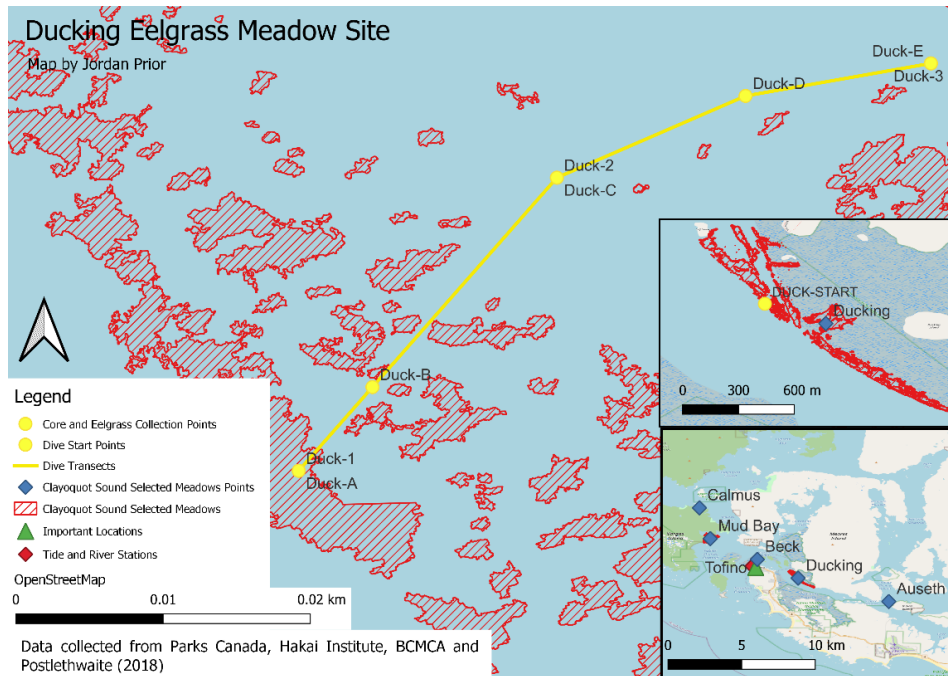 Ducking Eelgrass Meadow Site
Map by Jordan Prior
Duck-E
Duck-3
Duck-D
Duck-2
Duck-C
Duck-B
Duck-1
Duck-A
DUCK-START
Ducking
0 300 600 m
Legend
Core and Eelgrass Collection Points
Dive Start Points
Dive Transects
Clayoquot Sound Selected Meadows Points
Clayoquot Sound Selected Meadows
Important Locations
Tide and River Stations
OpenStreetMap
0 0.01 0.02 km
Data collected from Parks Canada, Hakai Institute, BCMCA and
Postlethwaite (2018)
Calmus
Mud Bay
Beck
Tofino
Ducking
Auseth
0 5 10 km